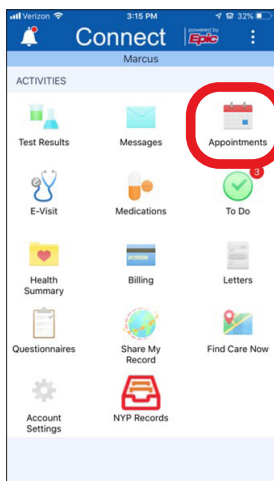 Verizon 3:15 PM 32%
Connect powered by Epic
Marcus
ACTIVITIES
Test Results Messages Appointments
3
E-Visit Medications To Do
Health Summary Billing Letters
Questionnaires Share My Record Find Care Now
Account Settings NYP Records